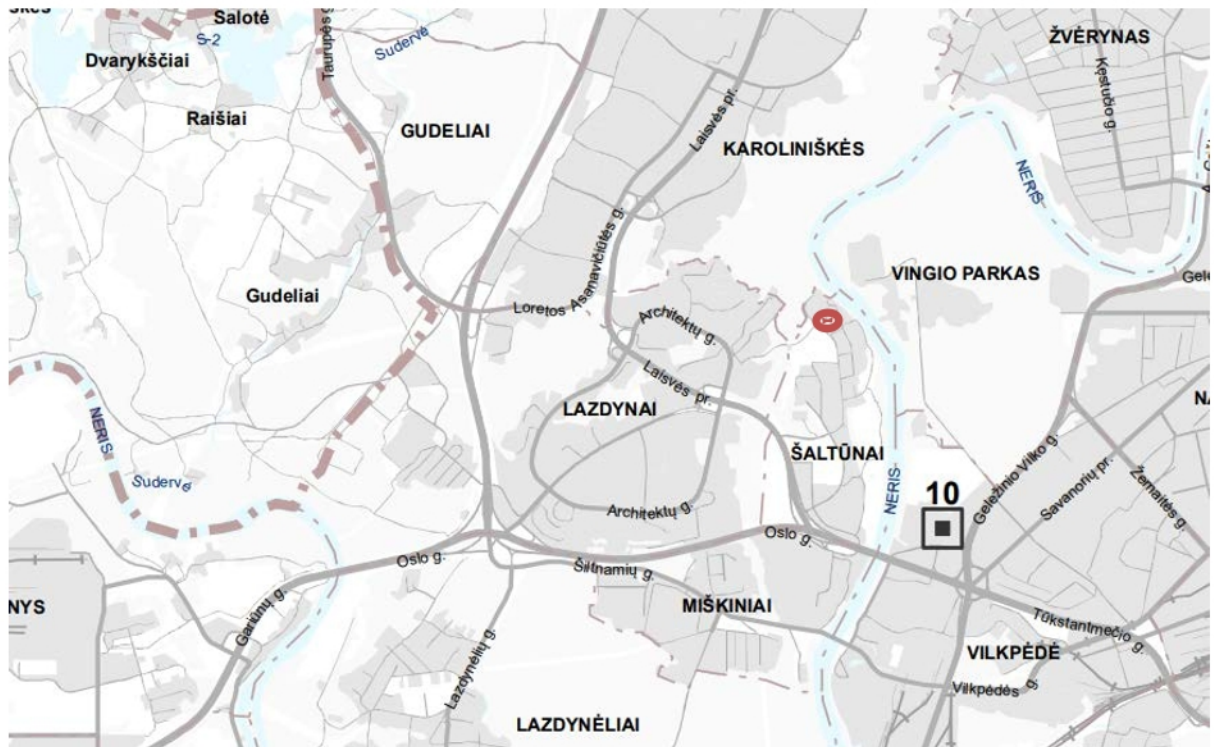 Salotė
S-2
Dvarykščiai
Taurupės g.
Sudervė
Raišiai
GUDELIAI
Laisvės pr.
KAROLINIŠKĖS
ŽVĖRYNAS
Kęstučio g.
NERIS
VINGIO PARKAS
Gudeliai
Loretos Asanavičiūtės g.
Architektų g.
Laisvės pr.
LAZDYNAI
NERIS
Sudervė
ŠALTŪNAI
NERIS
10
Geležinio Vilko g.
Savanorių pr.
Žemaitės g.
Architektų g.
Oslo g.
Oslo g.
Šiltnamių g.
NYS
Gariūnų g.
MIŠKINIAI
Tūkstantmečio g.
VILKPĖDĖ
Lazdynėlių g.
Vilkpėdės g.
LAZDYNĖLIAI